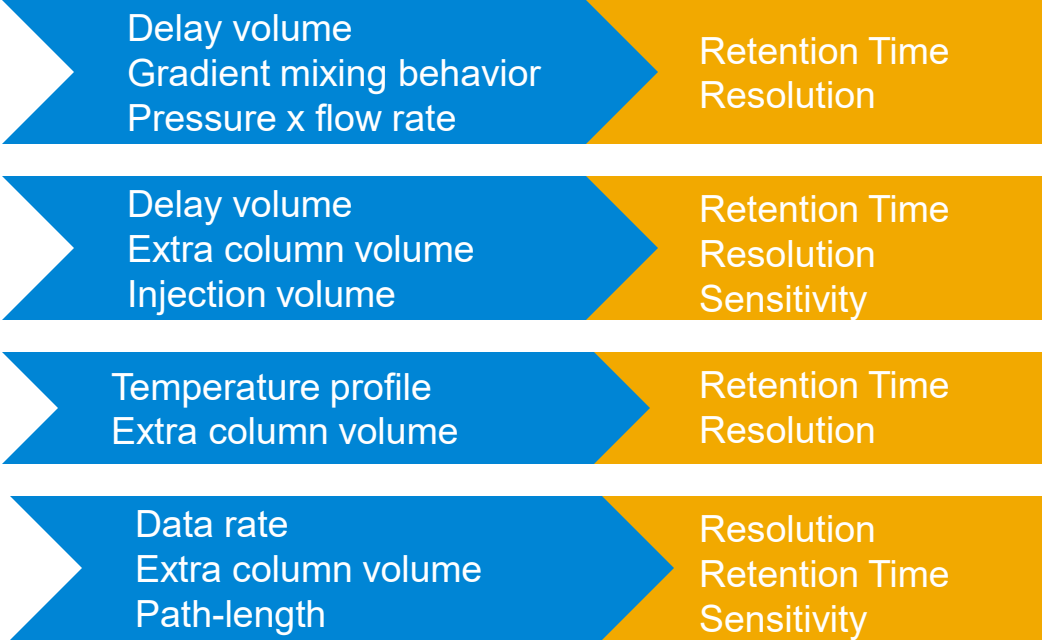 Delay volume
Gradient mixing behavior
Pressure x flow rate
Retention Time
Resolution
Delay volume
Extra column volume
Injection volume
Retention Time
Resolution
Sensitivity
Temperature profile
Extra column volume
Retention Time
Resolution
Data rate
Extra column volume
Path-length
Resolution
Retention Time
Sensitivity